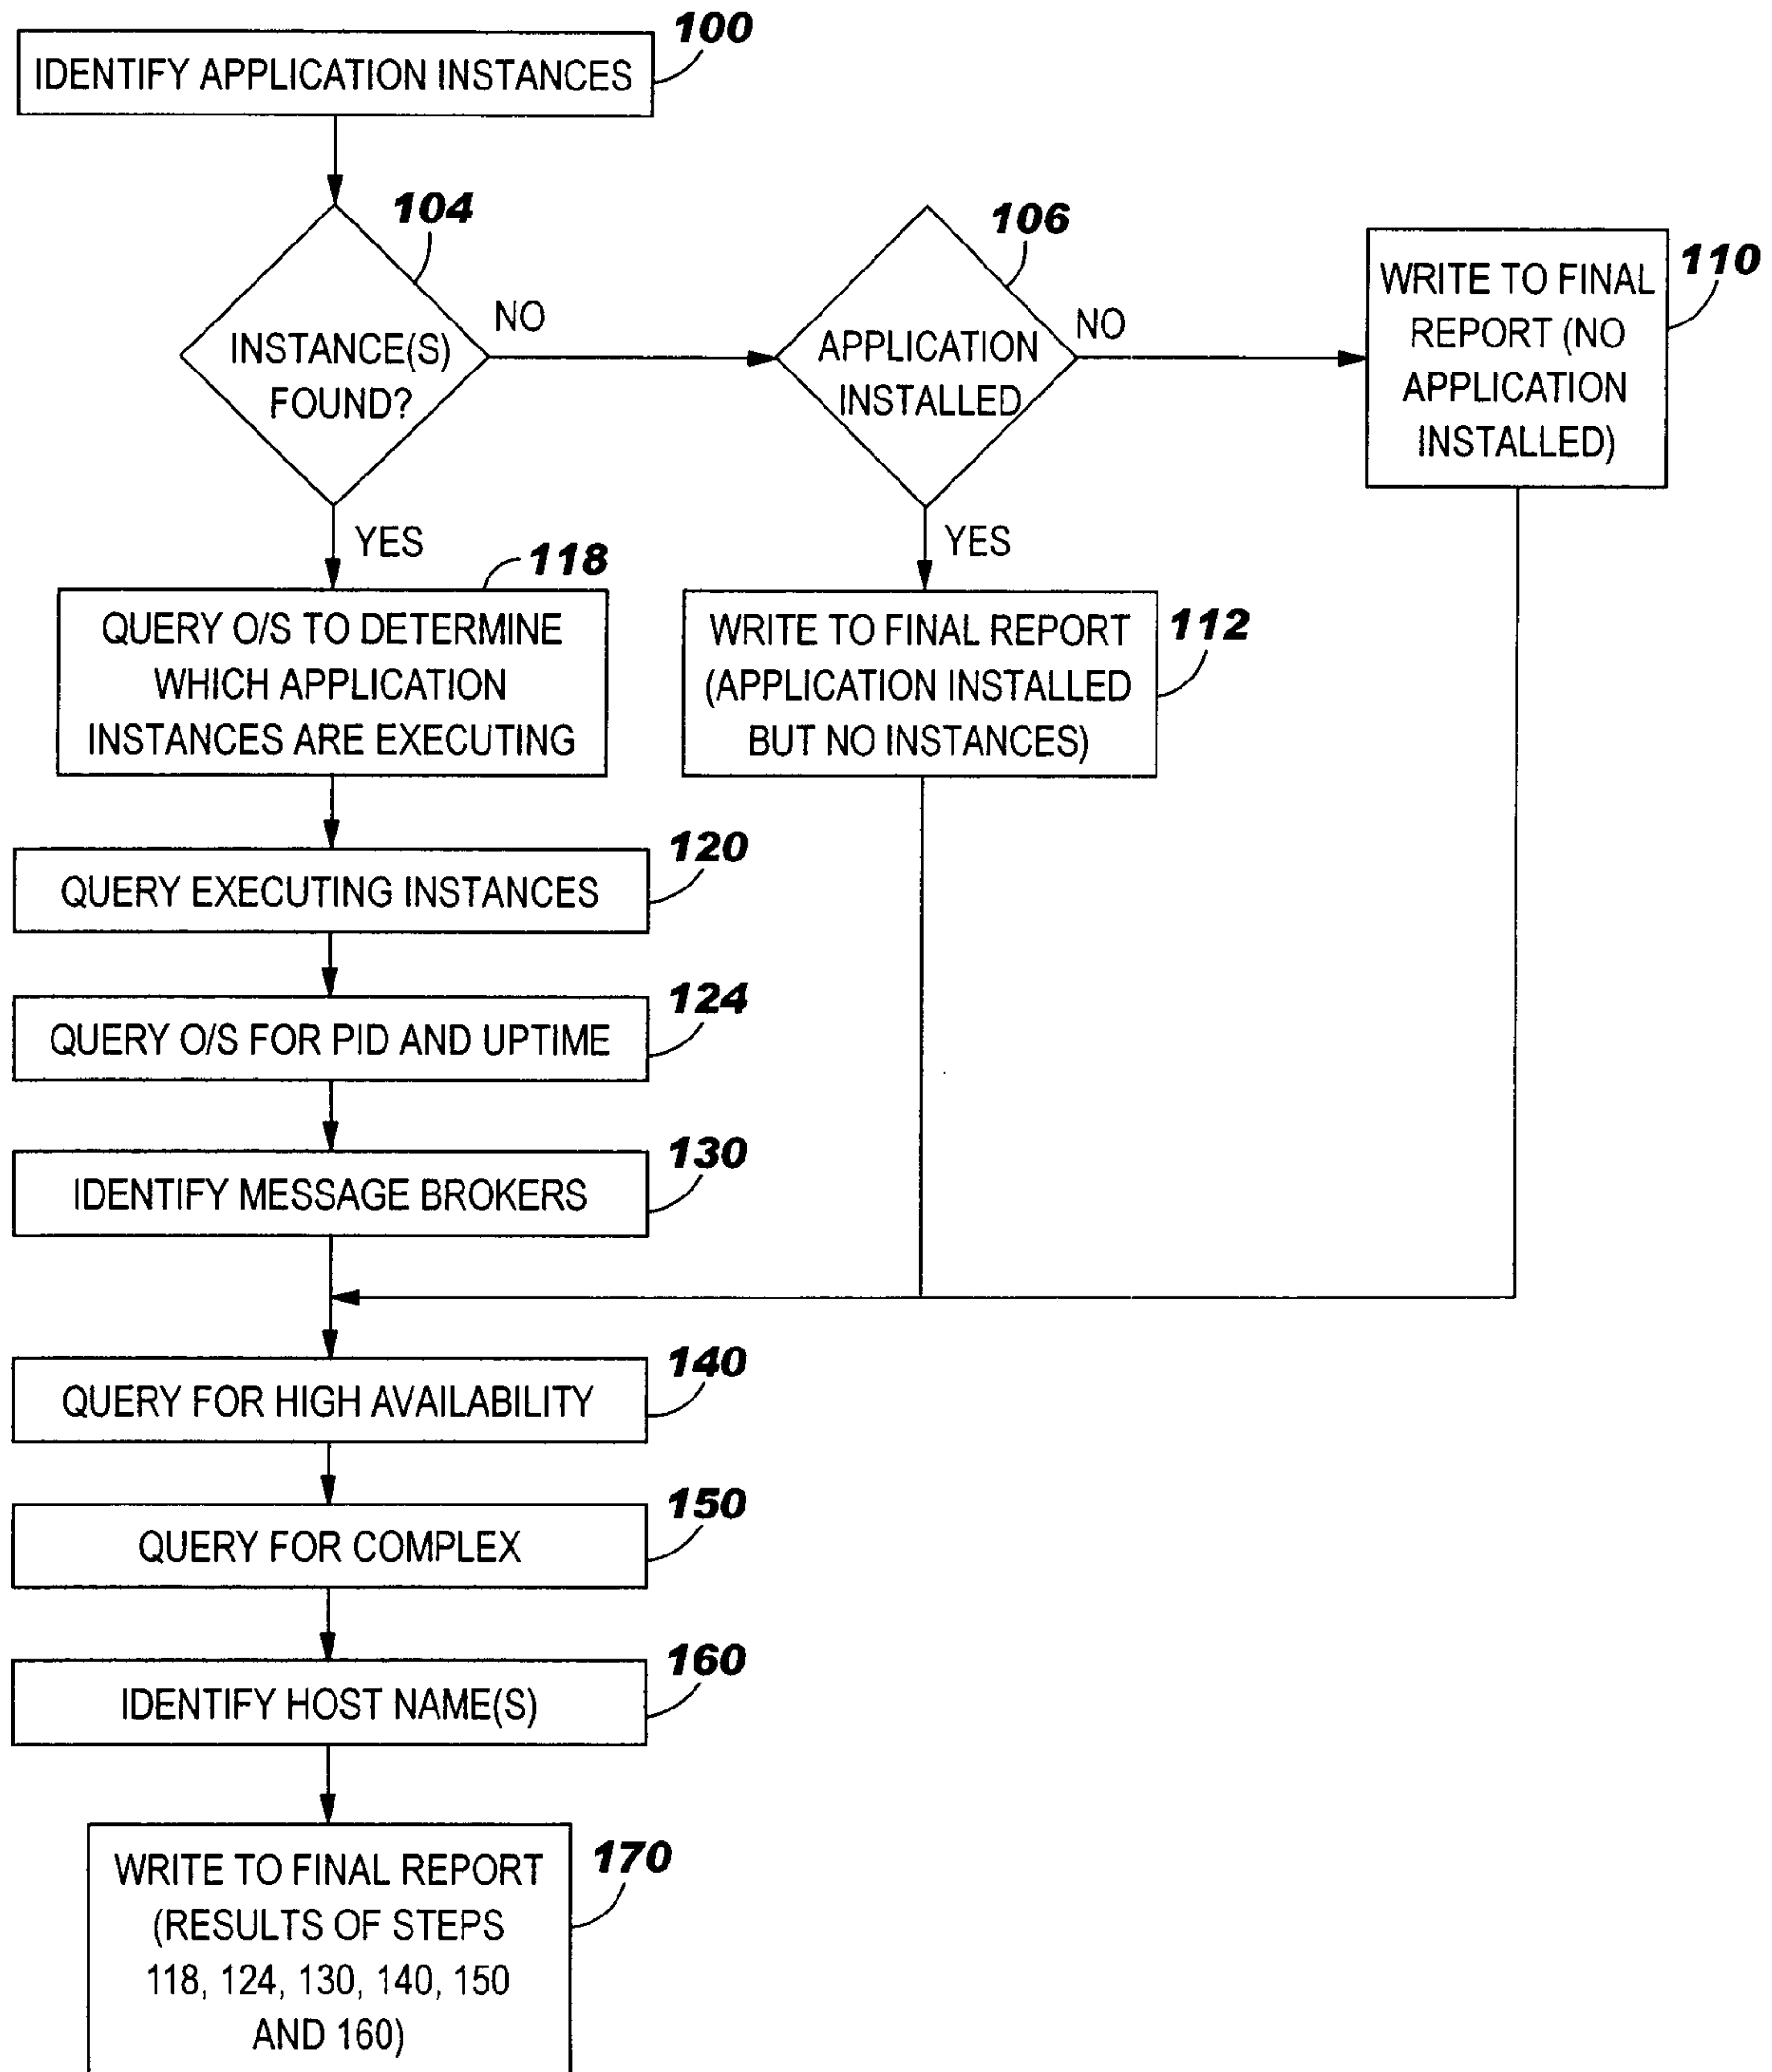 100
IDENTIFY APPLICATION INSTANCES
104
INSTANCE(S)
FOUND?
NO
106
APPLICATION
INSTALLED
NO
110
WRITE TO FINAL
REPORT (NO
APPLICATION
INSTALLED)
YES
118
QUERY O/S TO DETERMINE
WHICH APPLICATION
INSTANCES ARE EXECUTING
YES
112
WRITE TO FINAL REPORT
(APPLICATION INSTALLED
BUT NO INSTANCES)
120
QUERY EXECUTING INSTANCES
124
QUERY O/S FOR PID AND UPTIME
130
IDENTIFY MESSAGE BROKERS
140
QUERY FOR HIGH AVAILABILITY
150
QUERY FOR COMPLEX
160
IDENTIFY HOST NAME(S)
170
WRITE TO FINAL REPORT
(RESULTS OF STEPS
118, 124, 130, 140, 150
AND 160)